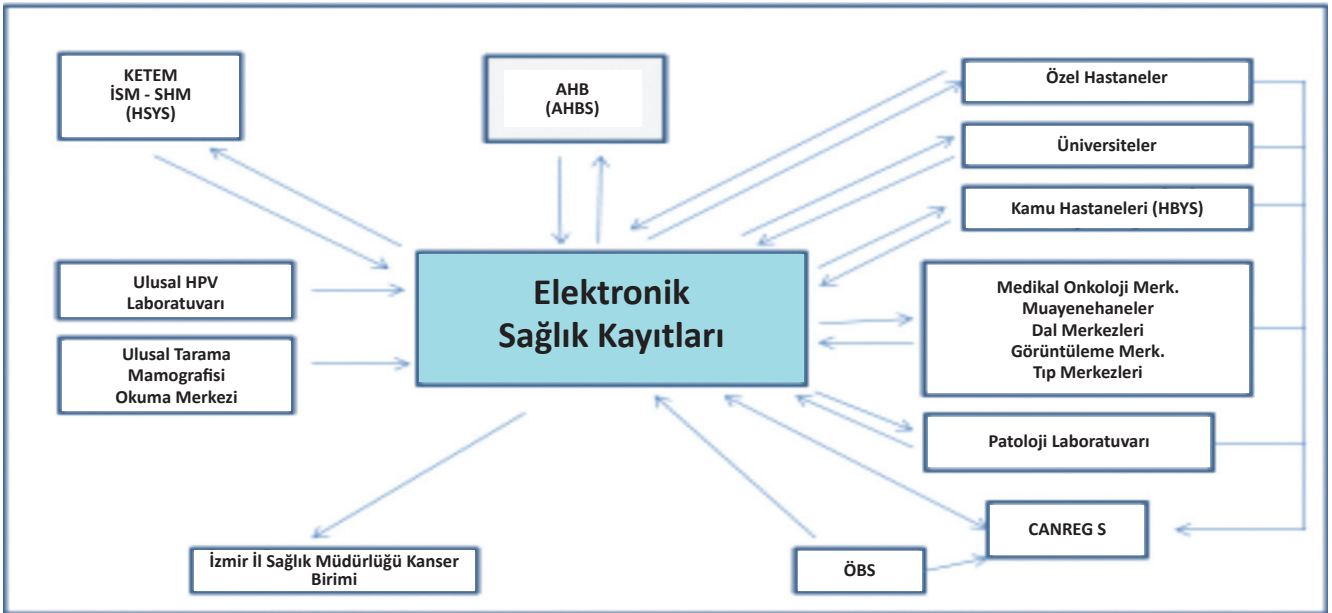 KETEM
İSM - SHM
(HSYS)
AHB
(AHBS)
Özel Hastaneler
Üniversiteler
Kamu Hastaneleri (HBYS)
Elektronik
Sağlık Kayıtları
Ulusal HPV
Laboratuvarı
Ulusal Tarama
Mamografisi
Okuma Merkezi
Medikal Onkoloji Merk.
Muayenehaneler
Dal Merkezleri
Görüntüleme Merk.
Tıp Merkezleri
Patoloji Laboratuvarı
CANREG S
İzmir İl Sağlık Müdürlüğü Kanser
Birimi
ÖBS